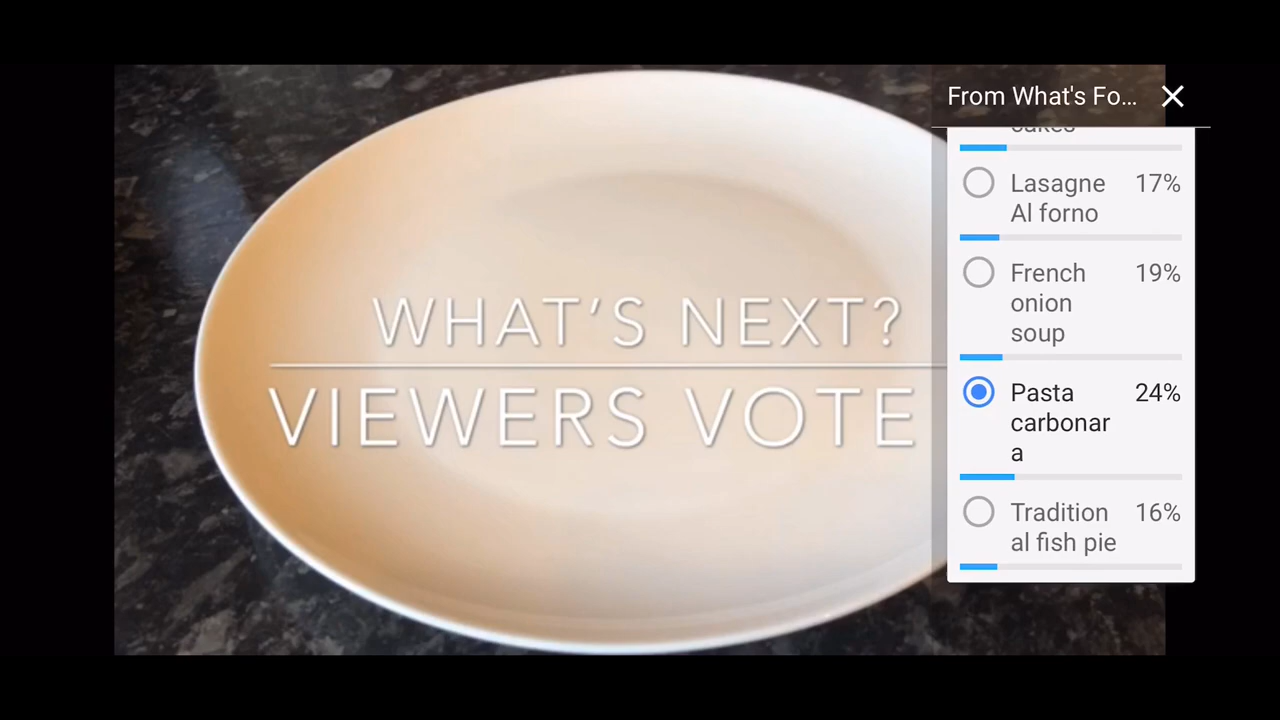 From What's Fo...
cakes
Lasagne 17%
Al forno
French 19%
onion
soup
Pasta 24%
carbonar
a
Tradition 16%
al fish pie
WHAT'S NEXT?
VIEWERS VOTE